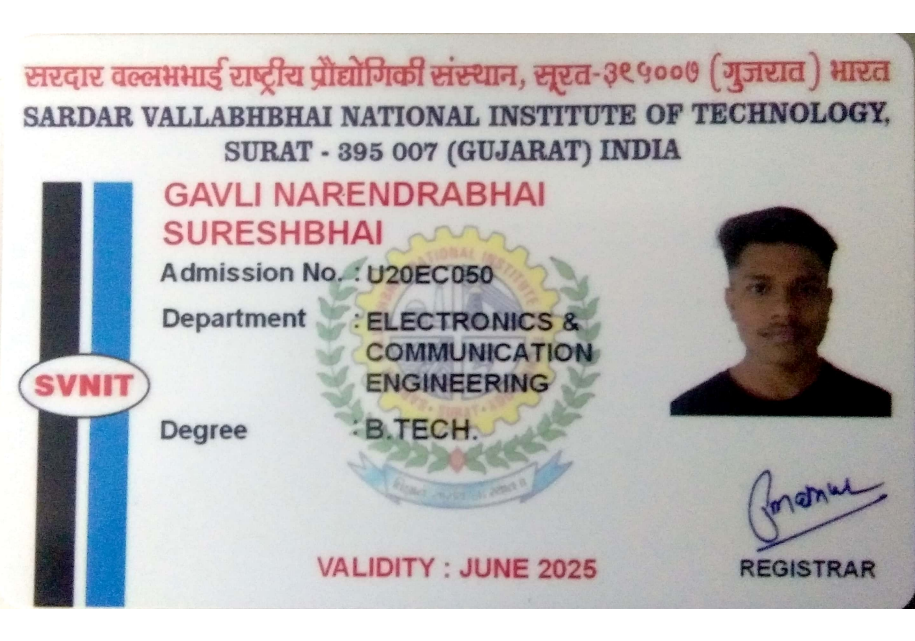 सरदार वल्लभभाई राष्ट्रीय प्रौद्योगिकी संस्थान, सूरत-३९५००७ (गुजरात) भारत
SARDAR VALLABHBHAI NATIONAL INSTITUTE OF TECHNOLOGY,
SURAT - 395 007 (GUJARAT) INDIA
GAVLI NARENDRABHAI
SURESHBHAI
Admission No. : U20EC050
Department : ELECTRONICS &
COMMUNICATION
ENGINEERING
SVNIT
Degree : B.TECH.
VALIDITY : JUNE 2025
REGISTRAR